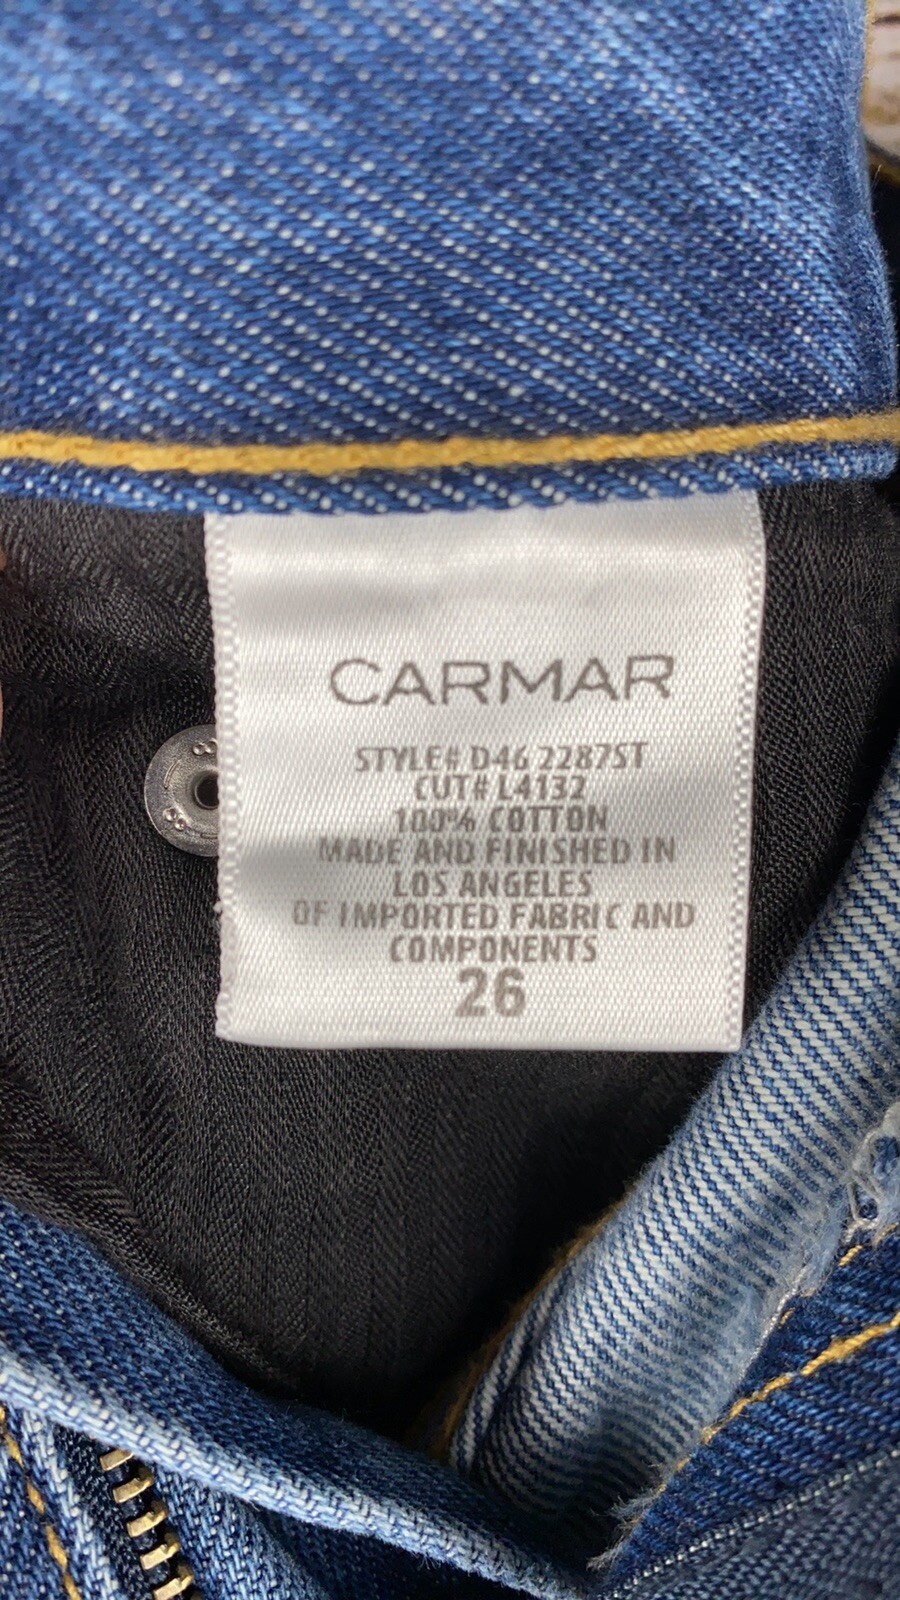 CARMAR
STYLE# D46 2287ST
CUT# L4132
100% COTTON
MADE AND FINISHED IN
LOS ANGELES
OF IMPORTED FABRIC AND
COMPONENTS
26